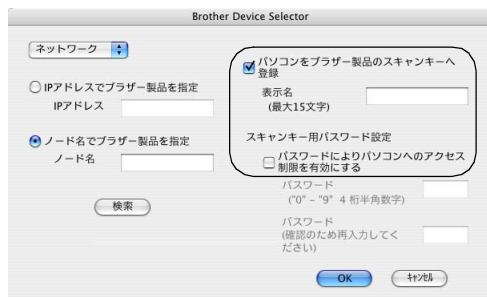 Brother Device Selector
ネットワーク
IPアドレスでブラザー製品を指定
IPアドレス
ノード名でブラザー製品を指定
ノード名
検索
パソコンをブラザー製品のスキャンキーへ
登録
表示名
(最大15文字)
スキャンキー用パスワード設定
パスワードによりパソコンへのアクセス
制限を有効にする
パスワード
("0" – "9" 4 桁半角数字)
パスワード
(確認のため再入力してく
ださい)
OK
キャンセル